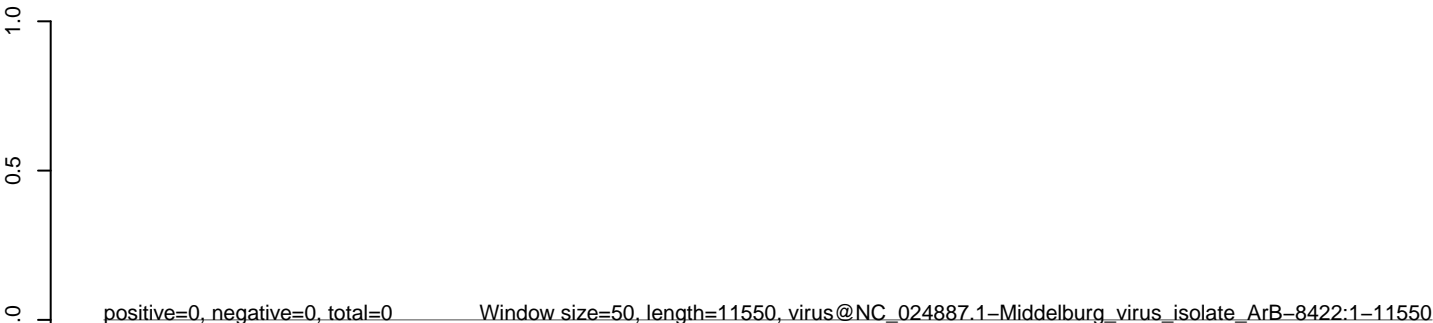 1.0
0.5
.0
positive=0, negative=0, total=0 Window size=50, length=11550, virus@NC_024887.1−Middelburg_virus_isolate_ArB−8422:1−11550